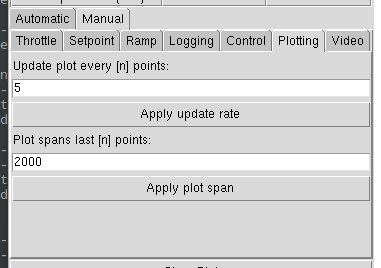 Automatic Manual
Throttle Setpoint Ramp Logging Control Plotting Video
Update plot every [n] points:
5
Apply update rate
Plot spans last [n] points:
2000
Apply plot span